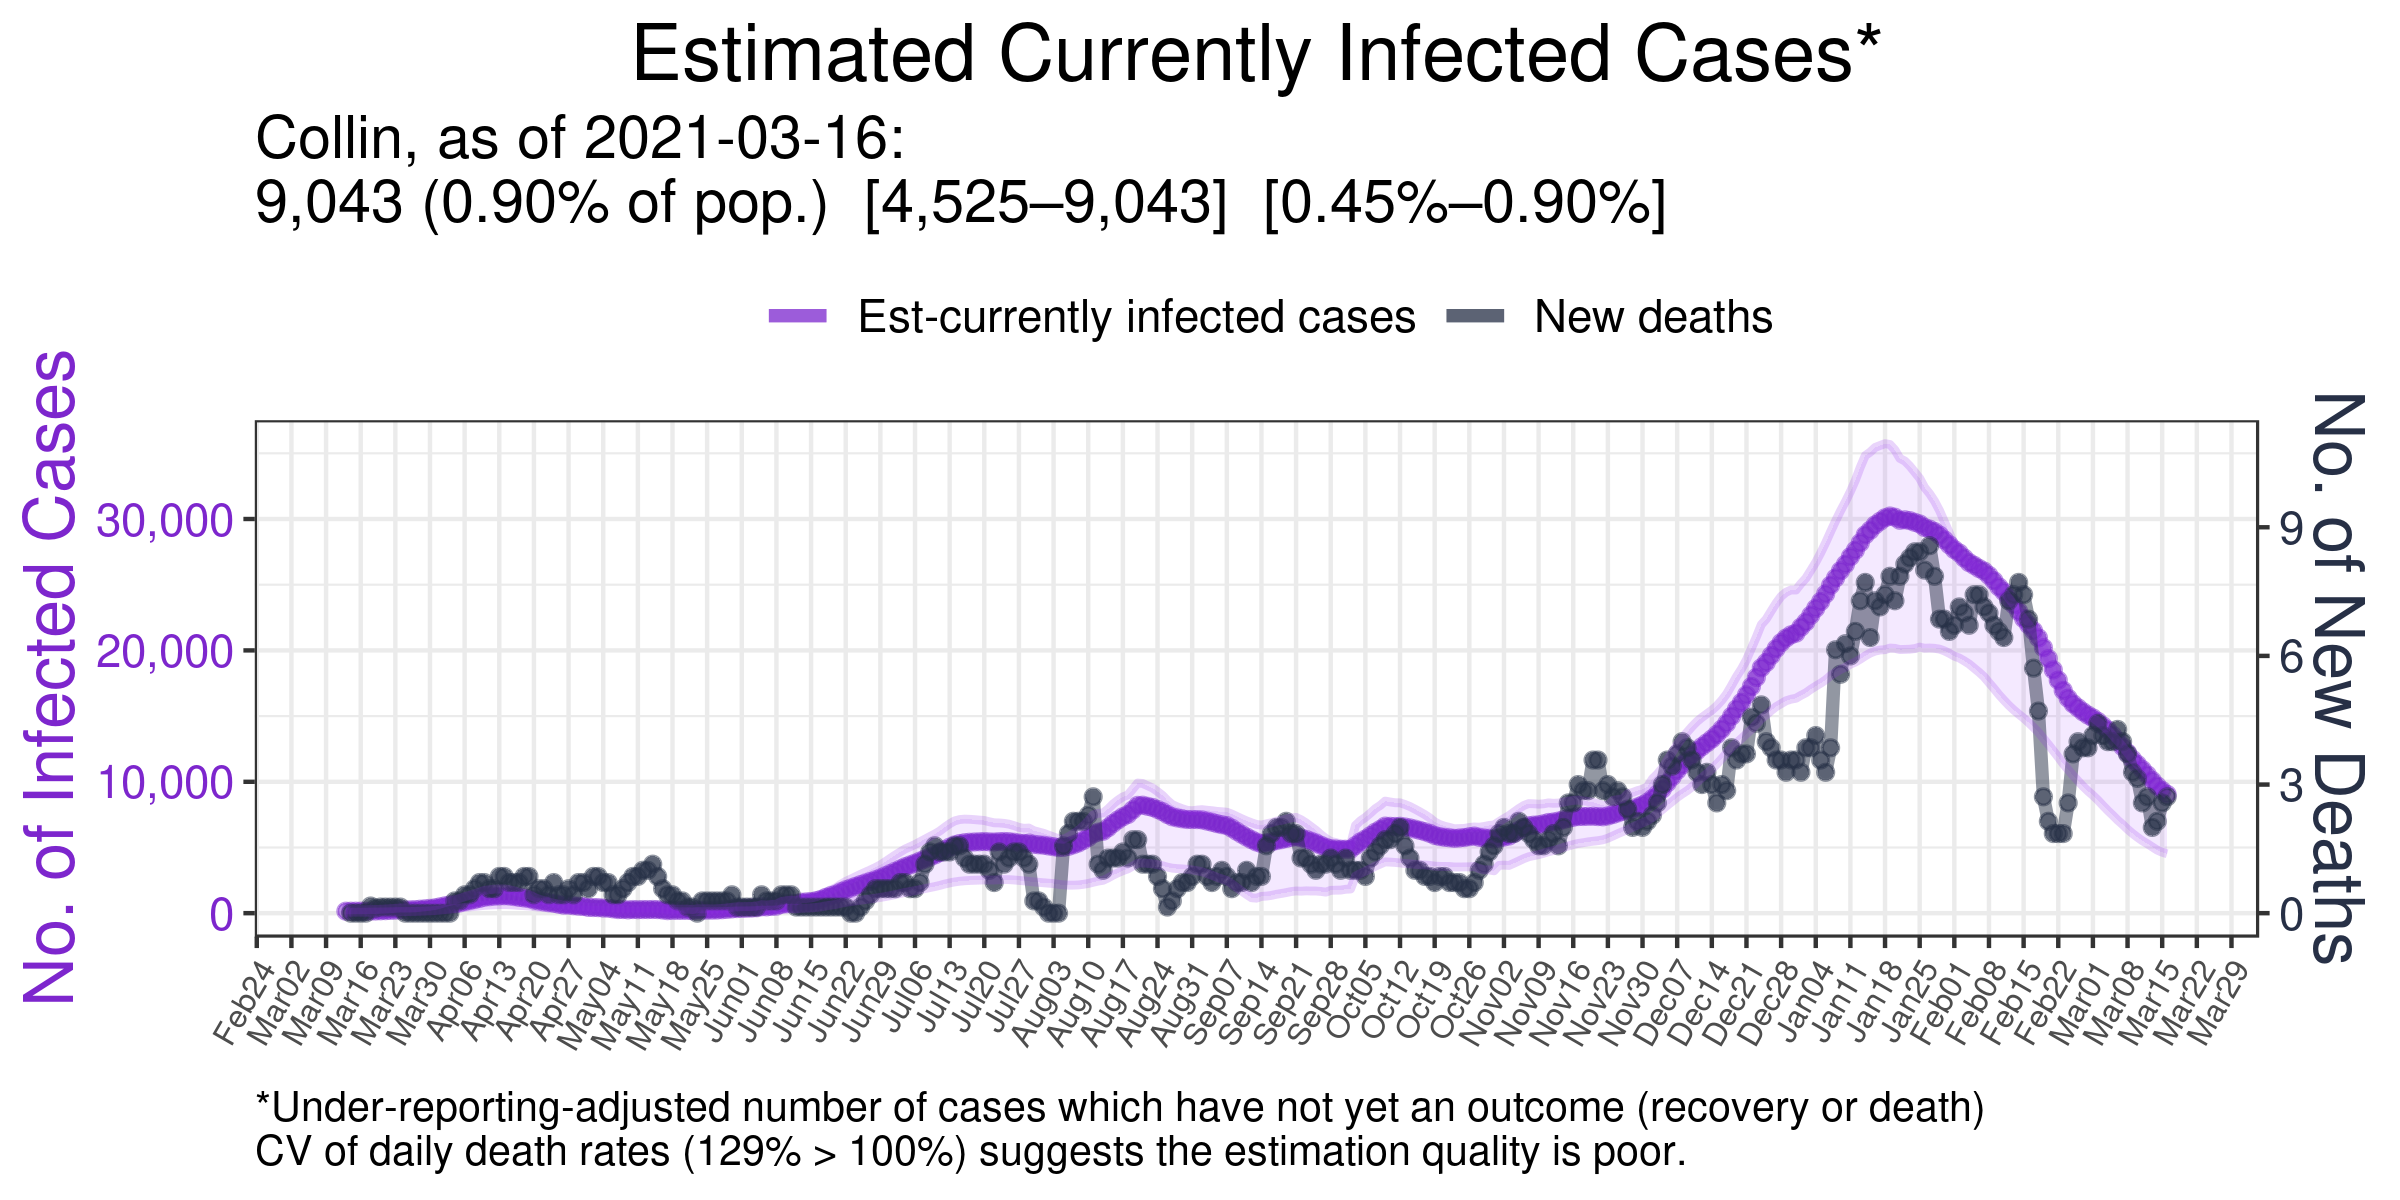 Estimated Currently Infected Cases*
Collin, as of 2021-03-16:
9,043 (0.90% of pop.) [4,525–9,043] [0.45%–0.90%]
Est-currently infected cases New deaths
No. of Infected Cases
30,000
20,000
10,000
0
9
6
3
0
No. of New Deaths
Feb24 Mar02 Mar09 Mar16 Mar23 Mar30 Apr06 Apr13 Apr20 Apr27 May04 May11 May18 May25 Jun01 Jun08 Jun15 Jun22 Jun29 Jul06 Jul13 Jul20 Jul27 Aug03 Aug10 Aug17 Aug24 Aug31 Sep07 Sep14 Sep21 Sep28 Oct05 Oct12 Oct19 Oct26 Nov02 Nov09 Nov16 Nov23 Nov30 Dec07 Dec14 Dec21 Dec28 Jan04 Jan11 Jan18 Jan25 Feb01 Feb08 Feb15 Feb22 Mar01 Mar08 Mar15 Mar22 Mar29
*Under-reporting-adjusted number of cases which have not yet an outcome (recovery or death)
CV of daily death rates (129% > 100%) suggests the estimation quality is poor.